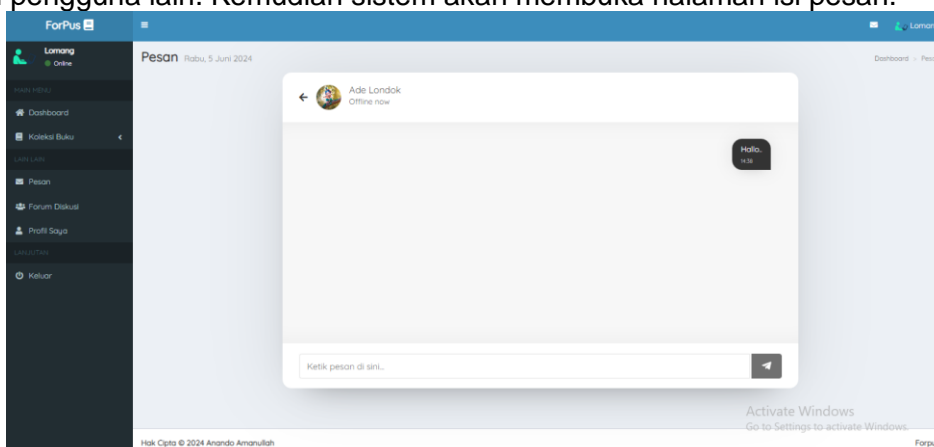 pengguna lain. Kemudian sistem akan membuka halaman isi pesan.
ForPus
Lomang
Online
Pesan Rabu, 5 Juni 2024
Dashboard
MAIN MENU
Dashboard
Koleksi Buku
LAIN LAIN
Pesan
Forum Diskusi
Profil Saya
LANJUTAN
Keluar
Ade Londok
Offline now
Hallo.
14:38
Ketik pesan di sini..
Activate Windows
Go to Settings to activate Windows.
Hak Cipta © 2024 Anando Amanullah